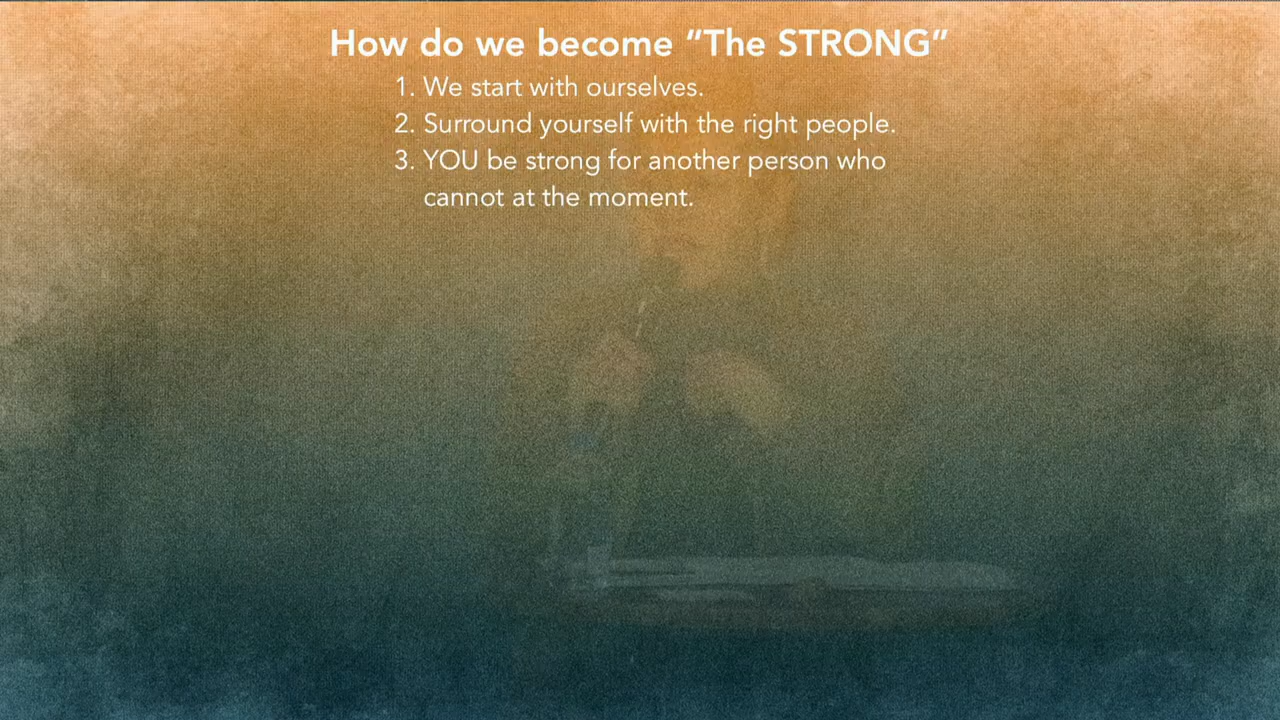 How do we become “The STRONG”
1. We start with ourselves.
2. Surround yourself with the right people.
3. YOU be strong for another person who
cannot at the moment.